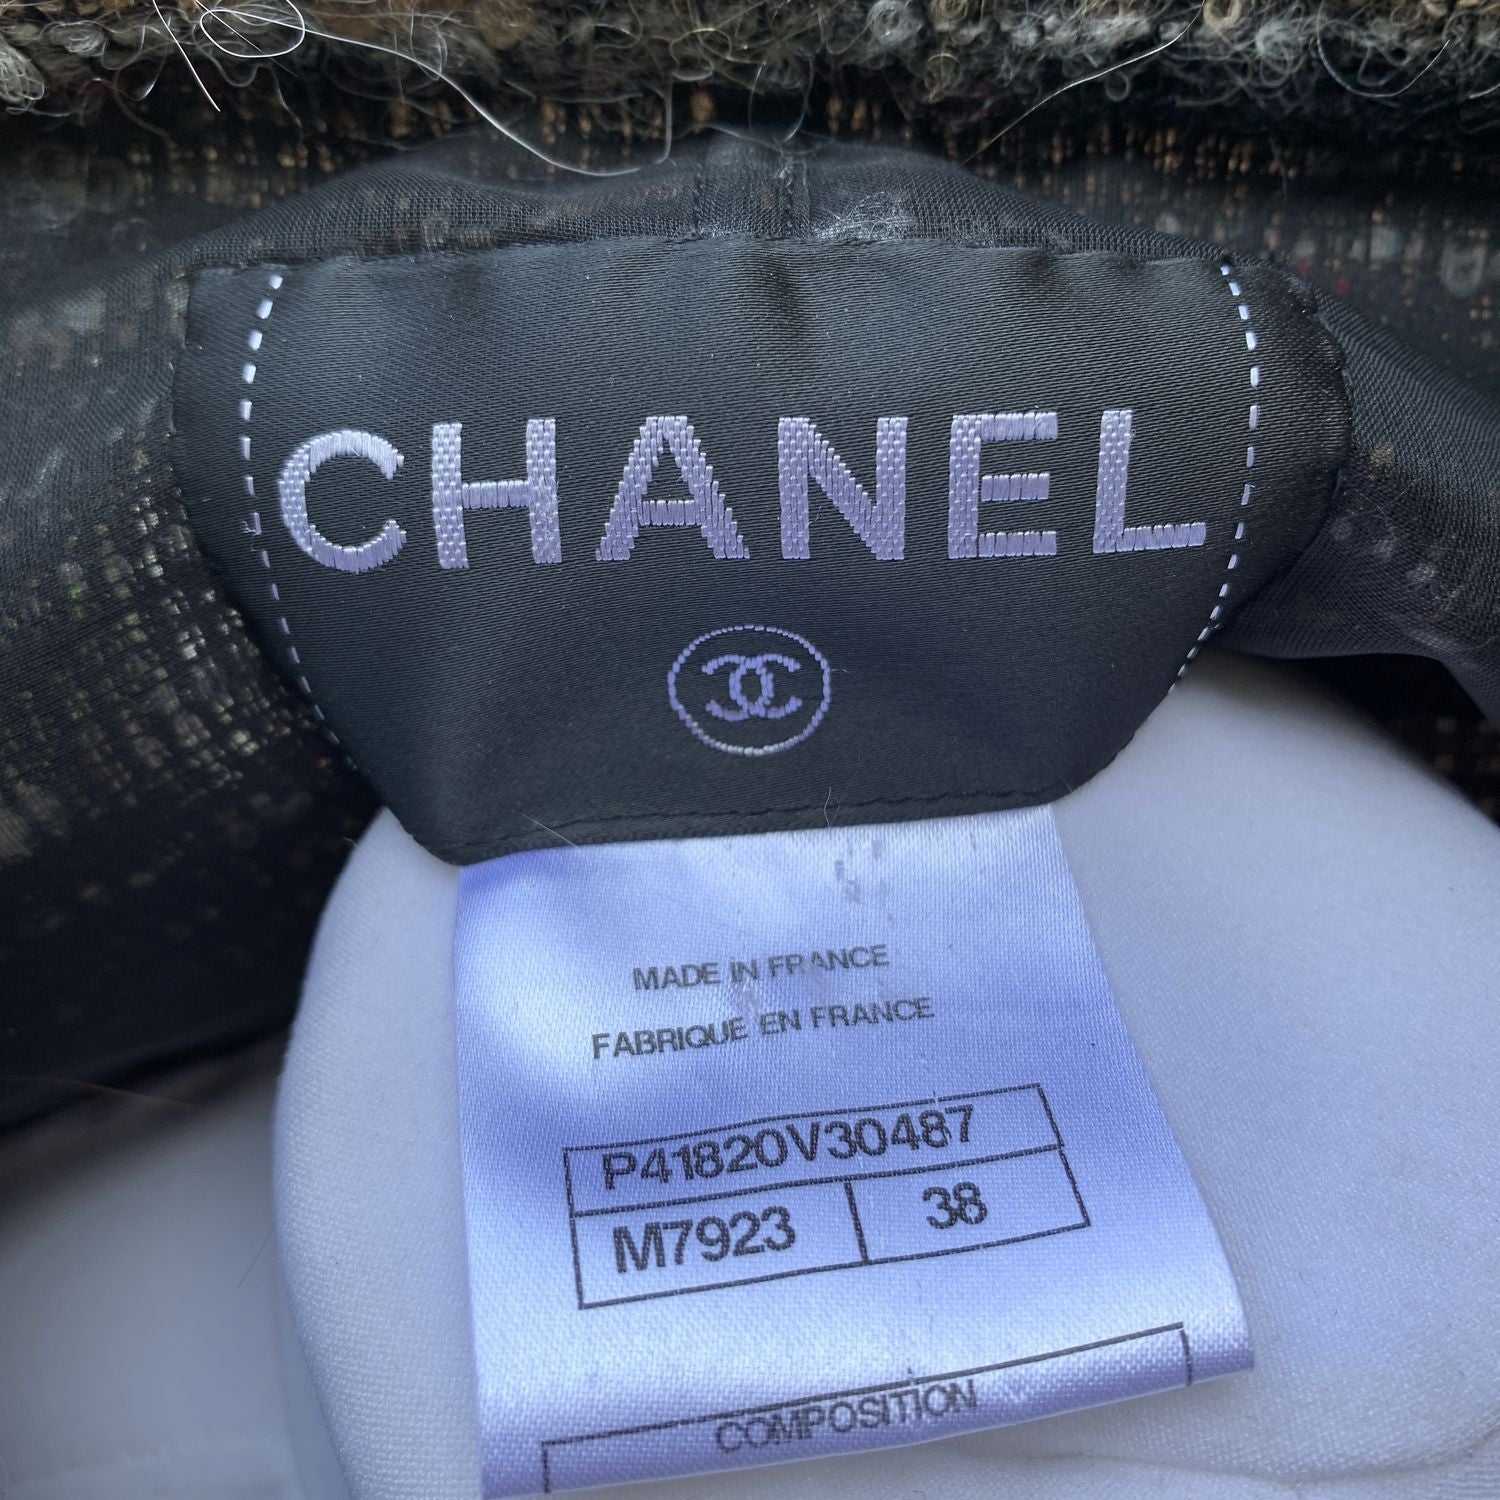 CHANEL
MADE IN FRANCE
FABRIQUE EN FRANCE
P41820V30487
M7923 38
COMPOSITION